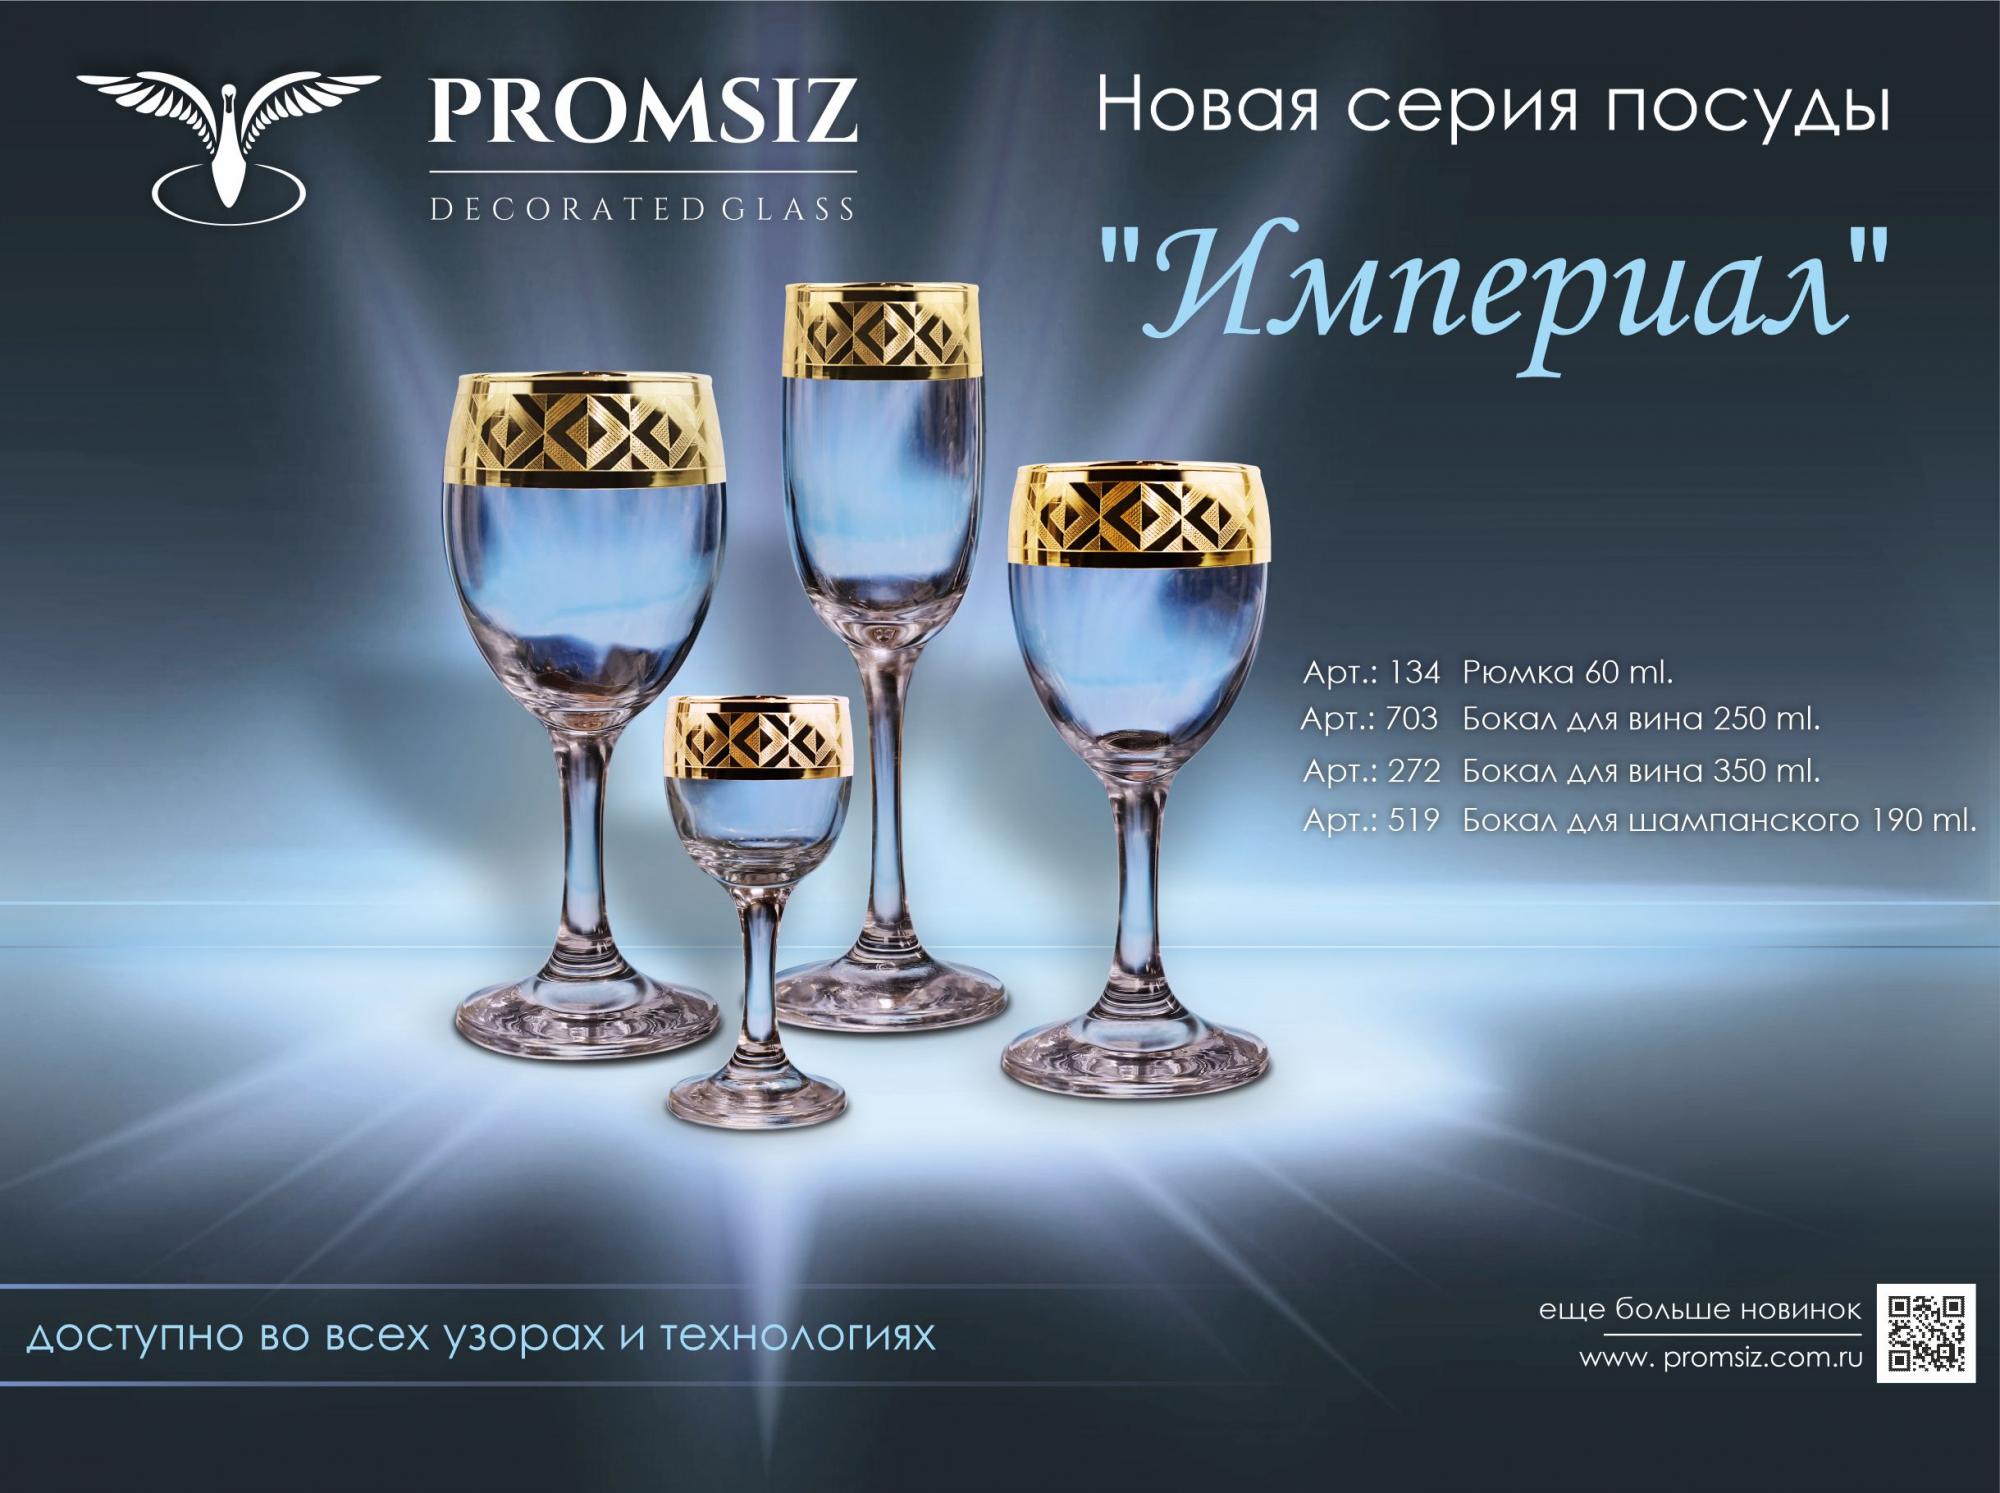 PROMSIZ
DECORATED GLASS
Новая серия посуды
"Империал"
Арт.: 134 Рюмка 60 ml.
Арт.: 703 Бокал для вина 250 ml.
Арт.: 272 Бокал для вина 350 ml.
Арт.: 519 Бокал для шампанского 190 ml.
доступно во всех узорах и технологиях
еще больше новинок
www. promsiz.com.ru